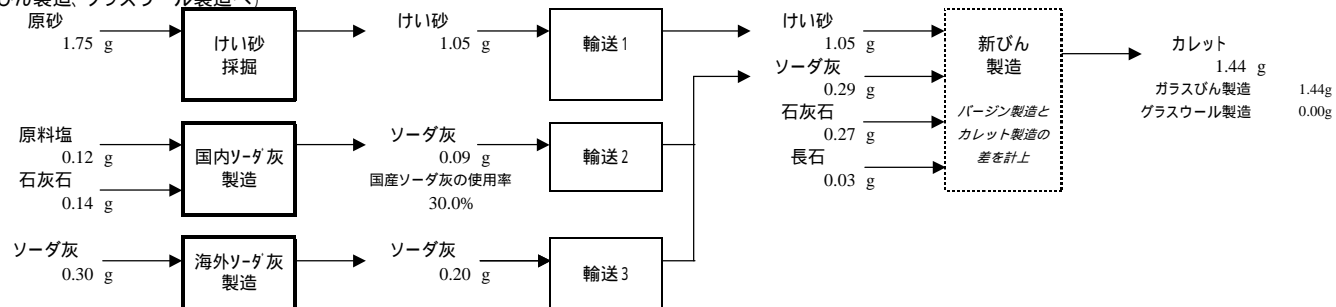 びん製造、グラスウール製造へ)
原砂
1.75 g
けい砂
採掘
けい砂
1.05 g
輸送1
けい砂
1.05 g
ソーダ灰
0.29 g
石灰石
0.27 g
長石
0.03 g
新びん
製造
バージン製造と
カレット製造の
差を計上
カレット
1.44 g
ガラスびん製造 1.44g
グラスウール製造 0.00g
原料塩
0.12 g
石灰石
0.14 g
国内ソーダ灰
製造
ソーダ灰
0.09 g
国産ソーダ灰の使用率
30.0%
輸送2
ソーダ灰
0.30 g
海外ソーダ灰
製造
ソーダ灰
0.20 g
輸送3